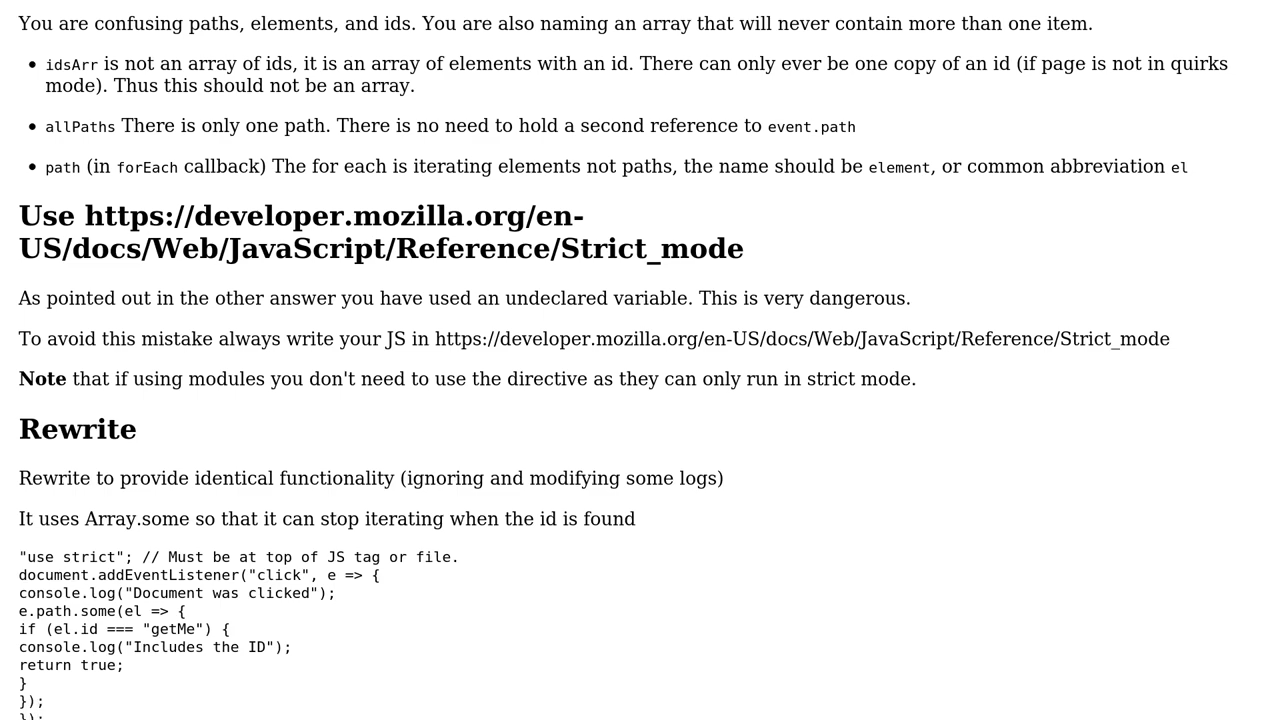 You are confusing paths, elements, and ids. You are also naming an array that will never contain more than one item.
• idsArr is not an array of ids, it is an array of elements with an id. There can only ever be one copy of an id (if page is not in quirks
mode). Thus this should not be an array.
• allPaths There is only one path. There is no need to hold a second reference to event.path
• path (in forEach callback) The for each is iterating elements not paths, the name should be element, or common abbreviation el
Use https://developer.mozilla.org/en-
US/docs/Web/JavaScript/Reference/Strict_mode
As pointed out in the other answer you have used an undeclared variable. This is very dangerous.
To avoid this mistake always write your JS in https://developer.mozilla.org/en-US/docs/Web/JavaScript/Reference/Strict_mode
Note that if using modules you don't need to use the directive as they can only run in strict mode.
Rewrite
Rewrite to provide identical functionality (ignoring and modifying some logs)
It uses Array.some so that it can stop iterating when the id is found
"use strict"; // Must be at top of JS tag or file.
document.addEventListener("click", e => {
console.log("Document was clicked");
e.path.some(el => {
if (el.id === "getMe") {
console.log("Includes the ID");
return true;
}
});
});